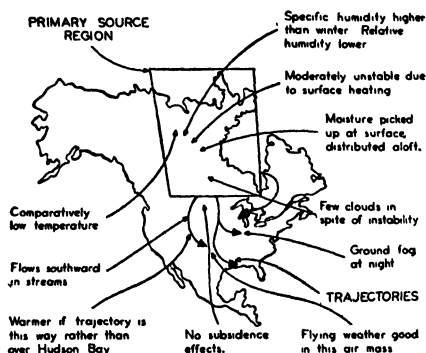 PRIMARY SOURCE
REGION
Specific humidity higher
than winter Relative
humidity lower
Moderately unstable due
to surface heating
Moisture picked
up at surface,
distributed aloft.
Comparatively
low temperature
Few clouds in
spite of instability
Ground fog
at night
Flows southward
in streams
TRAJECTORIES
Warmer if trajectory is
this way rather than
over Hudson Bay
No subsidence
effects.
Flying weather good
in this air mass